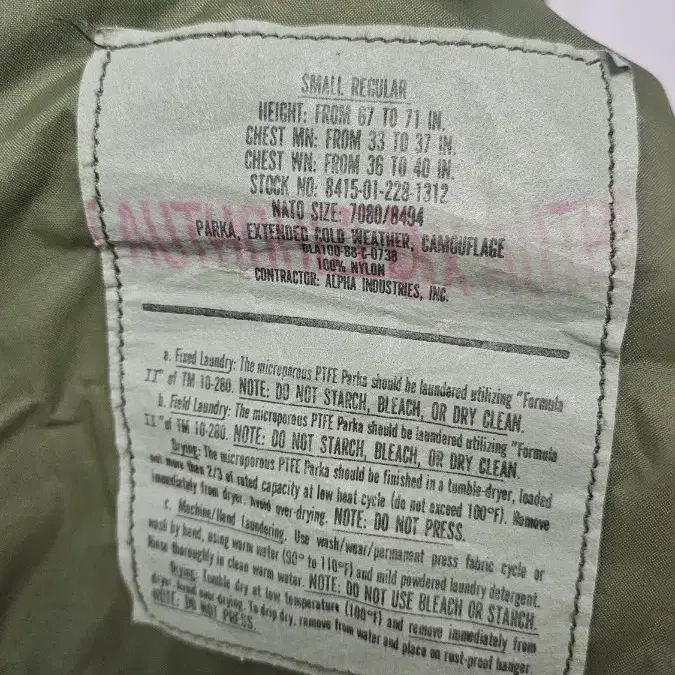 SMALL REGULAR
HEIGHT: FROM 67 TO 71 IN.
CHEST MN: FROM 33 TO 37 IN.
CHEST WN: FROM 36 TO 40 IN.
STOCK NO: 8415-01-228-1312
NATO SIZE: 7080/8494
PARKA, EXTENDED COLD WEATHER, CAMOUFLAGE
DLA100-88-C-0738
100% NYLON
CONTRACTOR: ALPHA INDUSTRIES, INC.
a. Fixed Laundry: The microporous PTFE Parka should be laundered utilizing "Formula
II" of TM 10-280. NOTE: DO NOT STARCH, BLEACH, OR DRY CLEAN.
b. Field Laundry: The microporous PTFE Parka should be laundered utilizing "Formula
II" of TM 10-280. NOTE: DO NOT STARCH, BLEACH, OR DRY CLEAN.
Drying: The microporous PTFE Parka should be finished in a tumble-dryer, loaded
not more than 2/3 of rated capacity at low heat cycle (do not exceed 100°F). Remove
immediately from dryer. Avoid over-drying. NOTE: DO NOT PRESS.
c. Machine/Hand Laundering. Use wash/wear/permanent press fabric cycle or
wash by hand, using warm water (90° to 110°F) and mild powdered laundry detergent.
Rinse thoroughly in clean warm water. NOTE: DO NOT USE BLEACH OR STARCH.
Drying: Tumble dry at low temperature (100°F) and remove immediately from
dryer. Avoid over-drying. To drip dry, remove from water and place on rust-proof hanger.
NOTE: DO NOT PRESS.